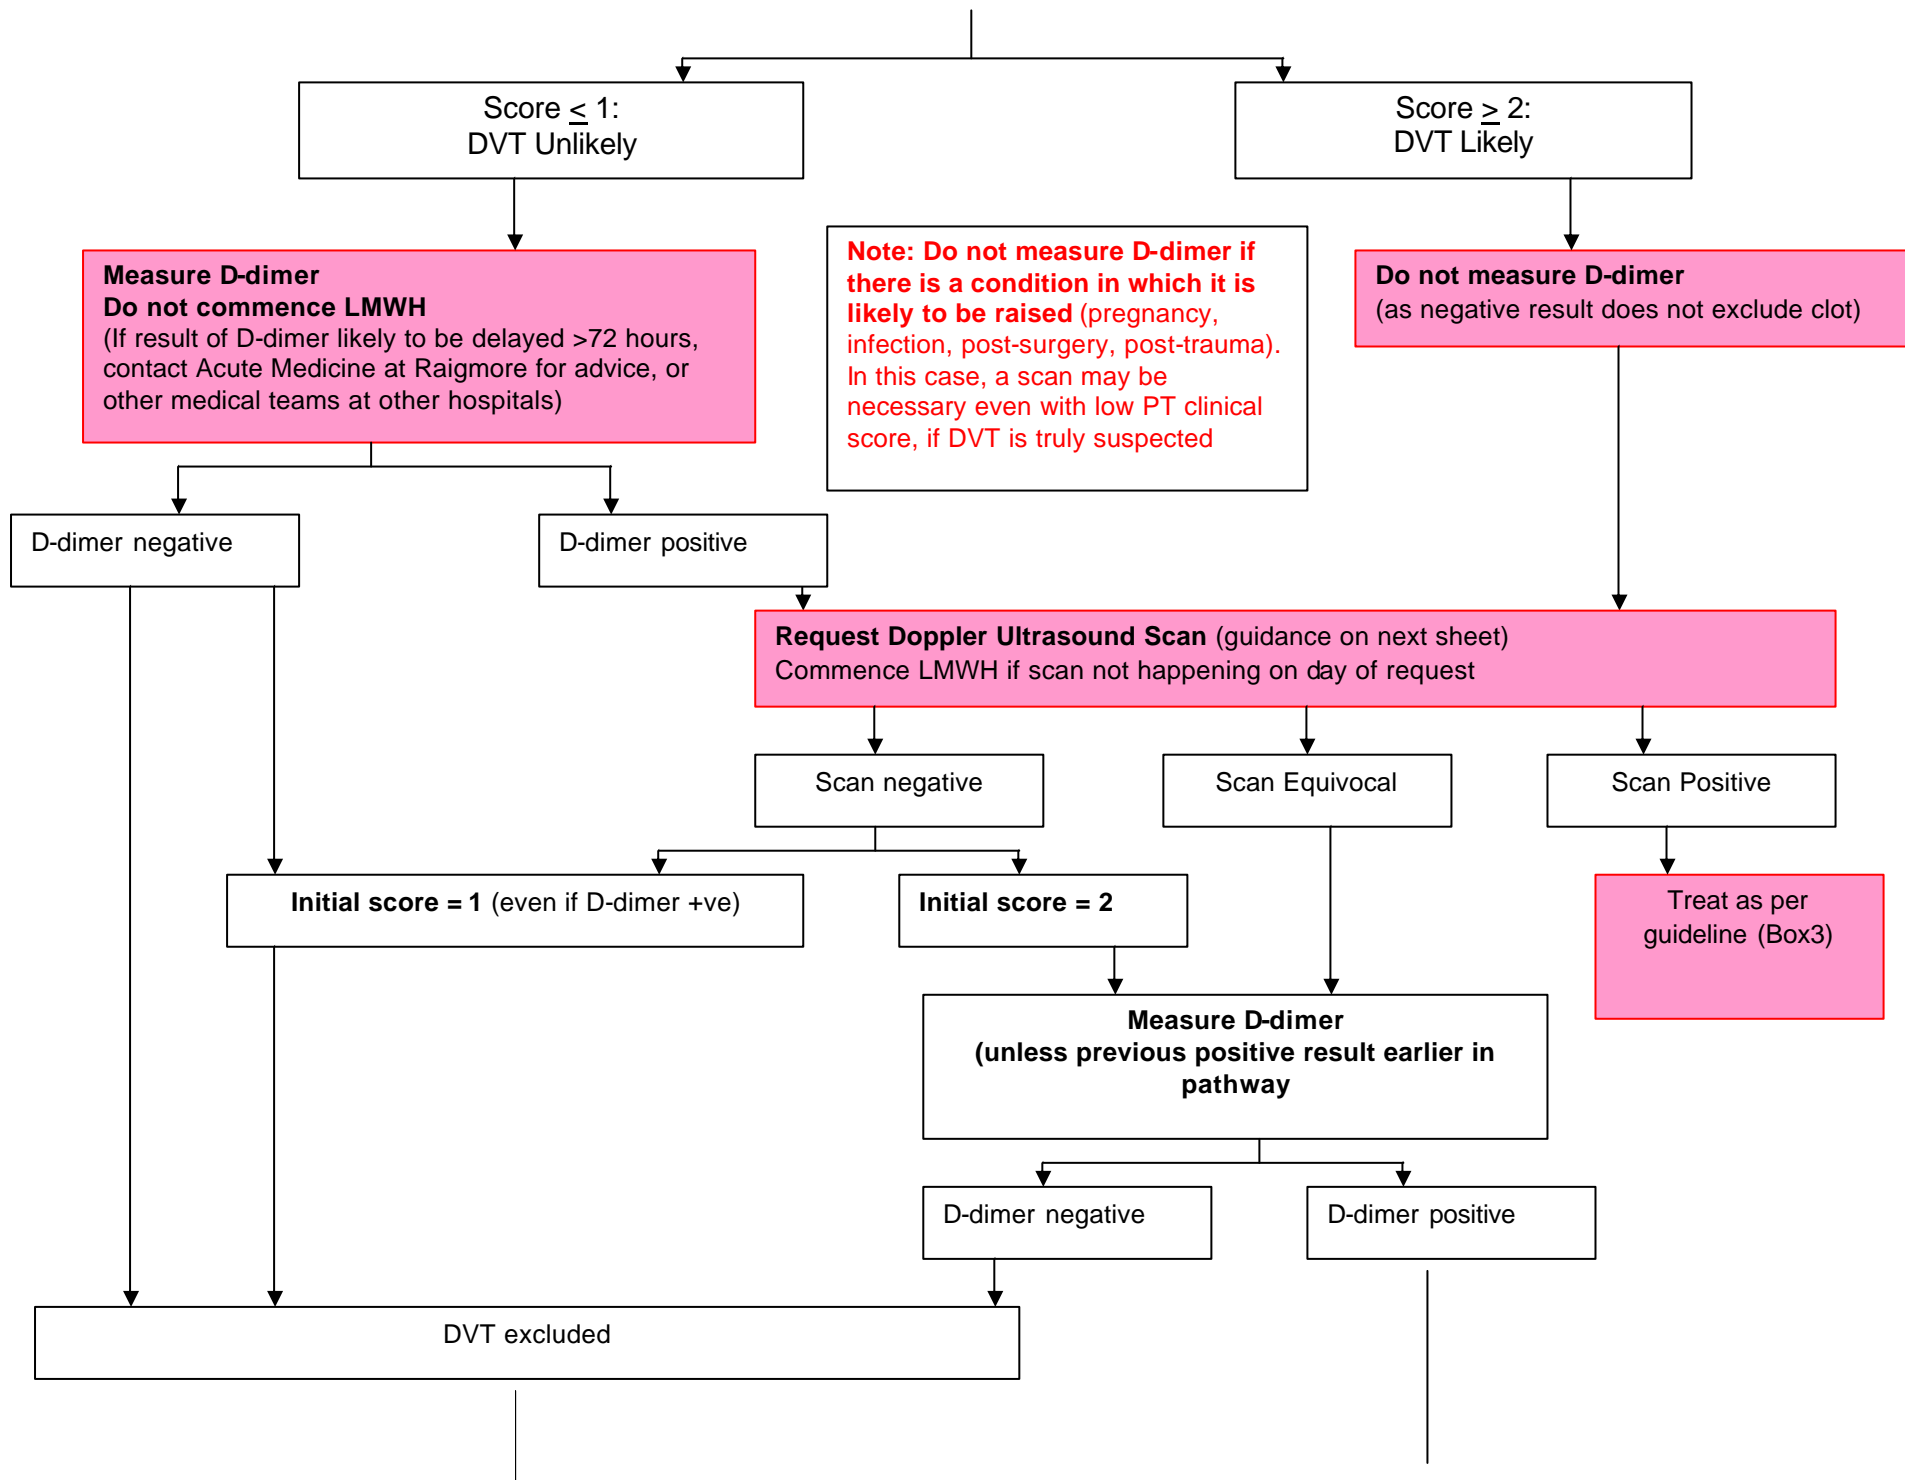 Score ≤ 1:
DVT Unlikely
Score ≥ 2:
DVT Likely
Measure D-dimer
Do not commence LMWH
(If result of D-dimer likely to be delayed >72 hours,
contact Acute Medicine at Raigmore for advice, or
other medical teams at other hospitals)
Note: Do not measure D-dimer if
there is a condition in which it is
likely to be raised (pregnancy,
infection, post-surgery, post-trauma).
In this case, a scan may be
necessary even with low PT clinical
score, if DVT is truly suspected
Do not measure D-dimer
(as negative result does not exclude clot)
D-dimer negative
D-dimer positive
Request Doppler Ultrasound Scan (guidance on next sheet)
Commence LMWH if scan not happening on day of request
Scan negative
Scan Equivocal
Scan Positive
Initial score = 1 (even if D-dimer +ve)
Initial score = 2
Treat as per
guideline (Box3)
Measure D-dimer
(unless previous positive result earlier in
pathway
D-dimer negative
D-dimer positive
DVT excluded